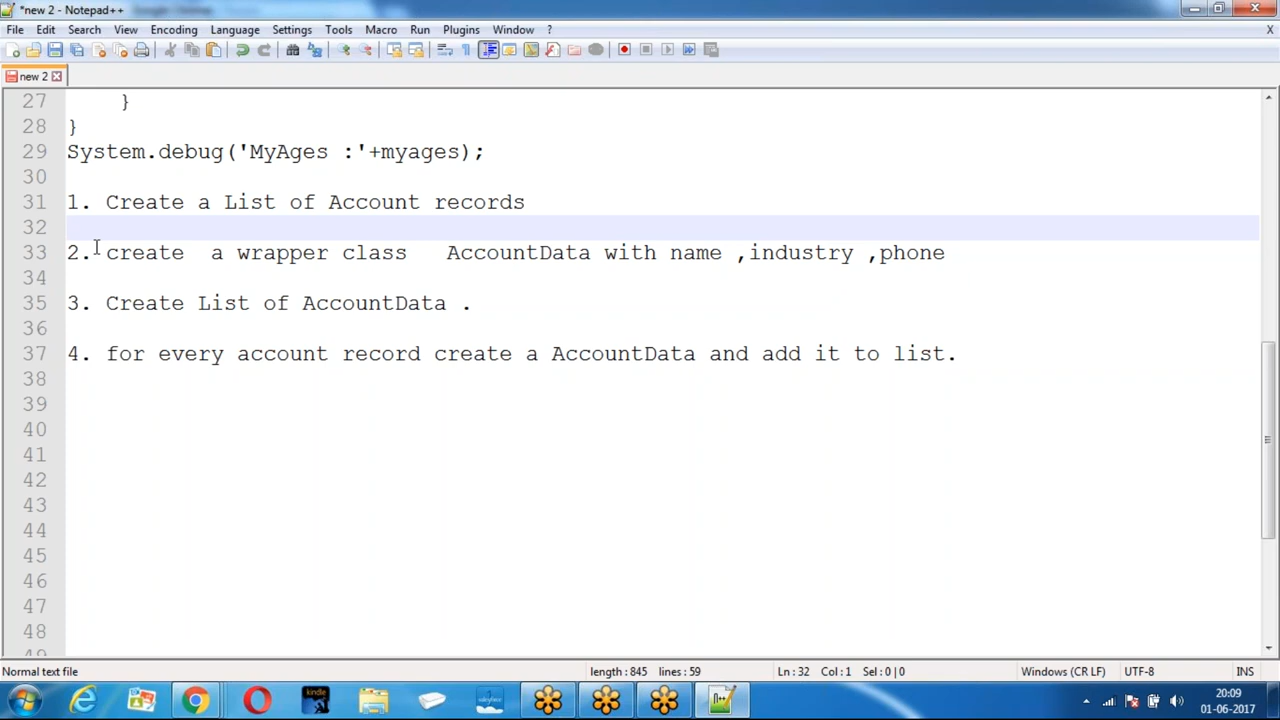 *new 2 - Notepad++
File Edit Search View Encoding Language Settings Tools Macro Run Plugins Window ? X
new 2
27 }
28 }
29 System.debug('MyAges :'+myages);
30
31 1. Create a List of Account records
32
33 2. create a wrapper class AccountData with name ,industry ,phone
34
35 3. Create List of AccountData .
36
37 4. for every account record create a AccountData and add it to list.
38
39
40
41
42
43
44
45
46
47
48
49
Normal text file length : 845 lines : 59 Ln : 32 Col : 1 Sel : 0 | 0 Windows (CR LF) UTF-8 INS
kindle
20:09
01-06-2017